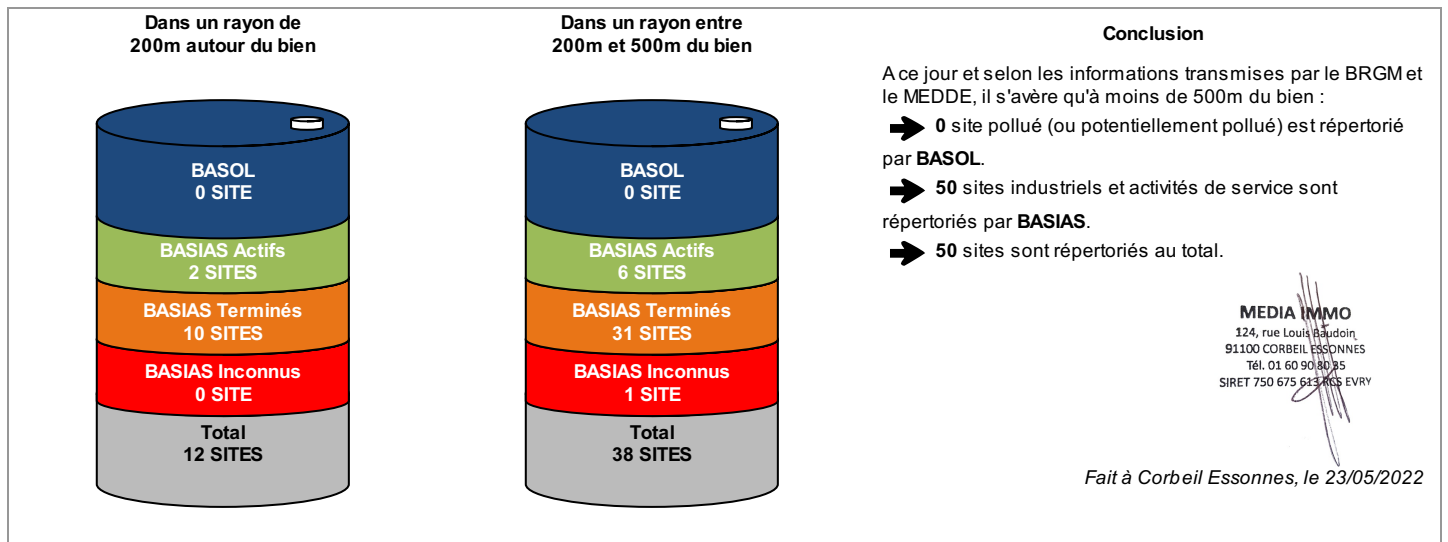 Dans un rayon de
200m autour du bien
BASOL
0 SITE
BASIAS Actifs
2 SITES
BASIAS Terminés
10 SITES
BASIAS Inconnus
0 SITE
Total
12 SITES
Dans un rayon entre
200m et 500m du bien
BASOL
0 SITE
BASIAS Actifs
6 SITES
BASIAS Terminés
31 SITES
BASIAS Inconnus
1 SITE
Total
38 SITES
Conclusion
A ce jour et selon les informations transmises par le BRGM et
le MEDDE, il s'avère qu'à moins de 500m du bien :
0 site pollué (ou potentiellement pollué) est répertorié
par BASOL.
50 sites industriels et activités de service sont
répertoriés par BASIAS.
50 sites sont répertoriés au total.
MEDIA IMMO
124, rue Louis Baudoin
91100 CORBEIL ESSONNES
Tél. 01 60 90 80 85
SIRET 750 675 613 RCS EVRY
Fait à Corbeil Essonnes, le 23/05/2022